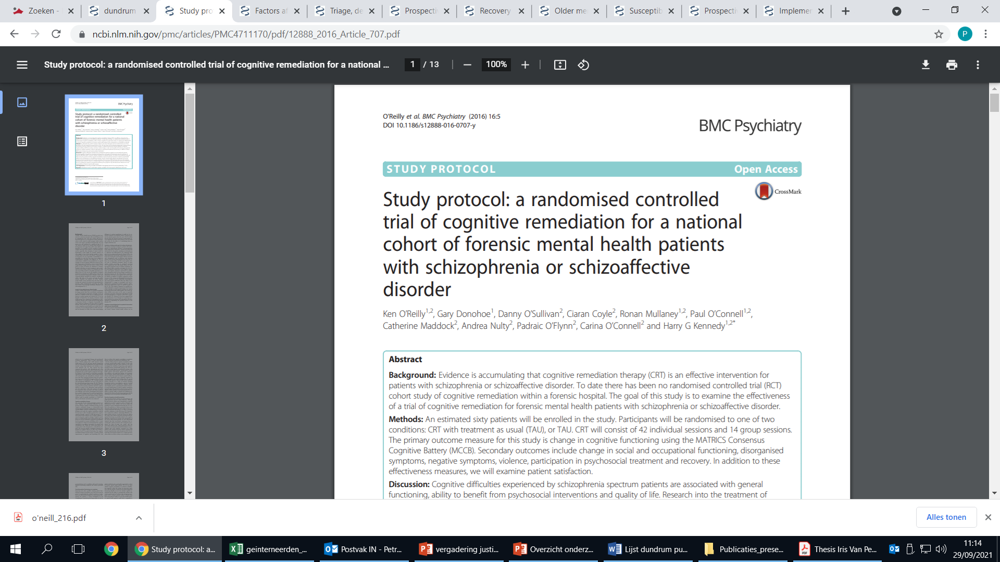 Zoeken -
dundrum
Study pro
Factors af
Triage, de
Prospecti
Recovery
Older me
Susceptib
Prospecti
Implemen
ncbi.nlm.nih.gov/pmc/articles/PMC4711170/pdf/12888_2016_Article_707.pdf
P
Study protocol: a randomised controlled trial of cognitive remediation for a national ...
1 / 13
100%
1
2
3
O'Reilly et al. BMC Psychiatry (2016) 16:5
DOI 10.1186/s12888-016-0707-y
BMC Psychiatry
STUDY PROTOCOL
Open Access
CrossMark
Study protocol: a randomised controlled
trial of cognitive remediation for a national
cohort of forensic mental health patients
with schizophrenia or schizoaffective
disorder
Ken O'Reilly1,2, Gary Donohoe1, Danny O'Sullivan2, Ciaran Coyle2, Ronan Mullaney1,2, Paul O'Connell1,2,
Catherine Maddock2, Andrea Nulty2, Padraic O'Flynn2, Carina O'Connell2 and Harry G Kennedy1,2*
Abstract
Background: Evidence is accumulating that cognitive remediation therapy (CRT) is an effective intervention for
patients with schizophrenia or schizoaffective disorder. To date there has been no randomised controlled trial (RCT)
cohort study of cognitive remediation within a forensic hospital. The goal of this study is to examine the effectiveness
of a trial of cognitive remediation for forensic mental health patients with schizophrenia or schizoaffective disorder.
Methods: An estimated sixty patients will be enrolled in the study. Participants will be randomised to one of two
conditions: CRT with treatment as usual (TAU), or TAU. CRT will consist of 42 individual sessions and 14 group sessions.
The primary outcome measure for this study is change in cognitive functioning using the MATRICS Consensus
Cognitive Battery (MCCB). Secondary outcomes include change in social and occupational functioning, disorganised
symptoms, negative symptoms, violence, participation in psychosocial treatment and recovery. In addition to these
effectiveness measures, we will examine patient satisfaction.
Discussion: Cognitive difficulties experienced by schizophrenia spectrum patients are associated with general
functioning, ability to benefit from psychosocial interventions and quality of life. Research into the treatment of
o'neill_216.pdf
Alles tonen
Study protocol: a...
geinterneerden_...
Postvak IN - Petr...
vergadering justi...
Overzicht onderz...
Lijst dundrum pu...
Publicaties_prese...
Thesis Iris Van Pe...
11:14
29/09/2021